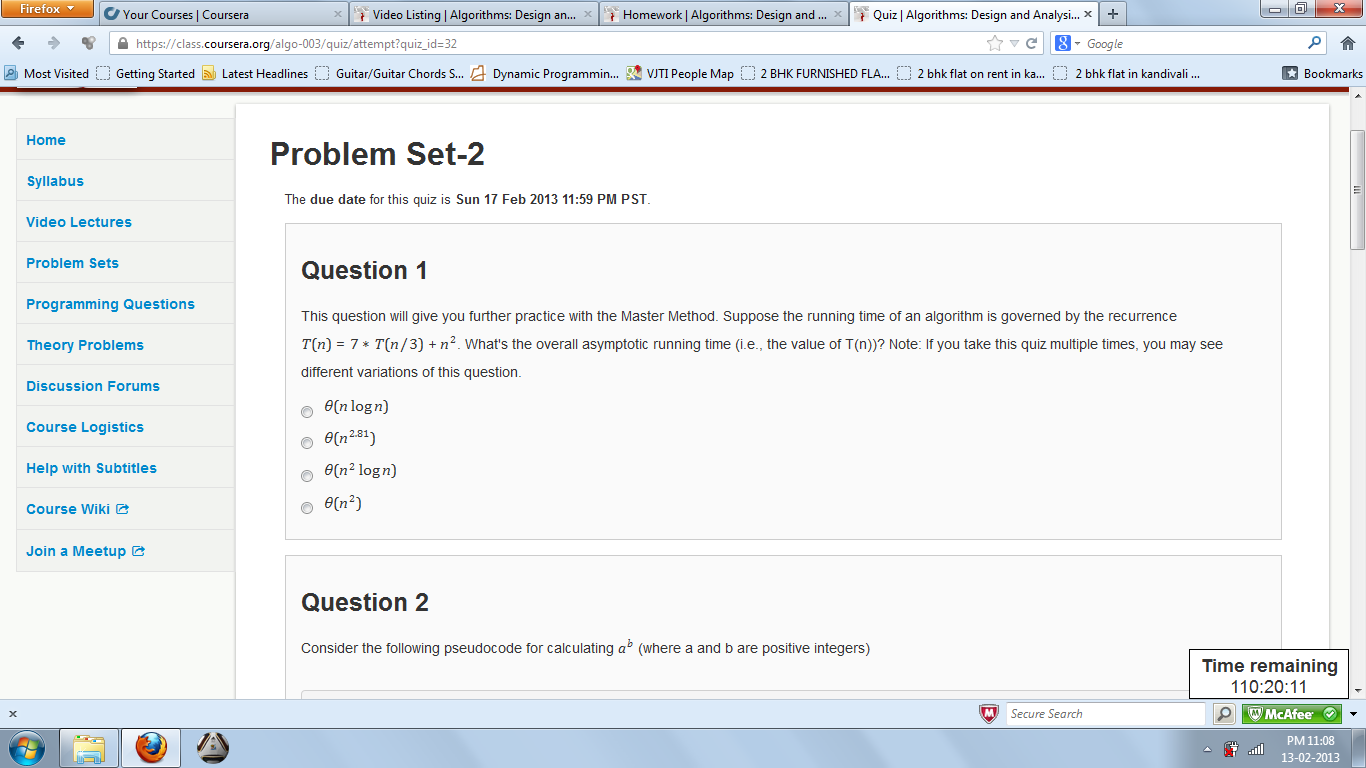 Firefox
Your Courses | Coursera
Video Listing | Algorithms: Design an...
Homework | Algorithms: Design and ...
Quiz | Algorithms: Design and Analysi...
https://class.coursera.org/algo-003/quiz/attempt?quiz_id=32
Google
Most Visited
Getting Started
Latest Headlines
Guitar/Guitar Chords S...
Dynamic Programmin...
VJTI People Map
2 BHK FURNISHED FLA...
2 bhk flat on rent in ka...
2 bhk flat in kandivali ...
Bookmarks
Home
Syllabus
Video Lectures
Problem Sets
Programming Questions
Theory Problems
Discussion Forums
Course Logistics
Help with Subtitles
Course Wiki
Join a Meetup
Problem Set-2
The due date for this quiz is Sun 17 Feb 2013 11:59 PM PST.
Question 1
This question will give you further practice with the Master Method. Suppose the running time of an algorithm is governed by the recurrence
T(n) = 7 * T(n/3) + n². What's the overall asymptotic running time (i.e., the value of T(n))? Note: If you take this quiz multiple times, you may see
different variations of this question.
θ(n log n)
θ(n^2.81)
θ(n² log n)
θ(n²)
Question 2
Consider the following pseudocode for calculating a^b (where a and b are positive integers)
Time remaining
110:20:11
x
Secure Search
McAfee
PM 11:08
13-02-2013